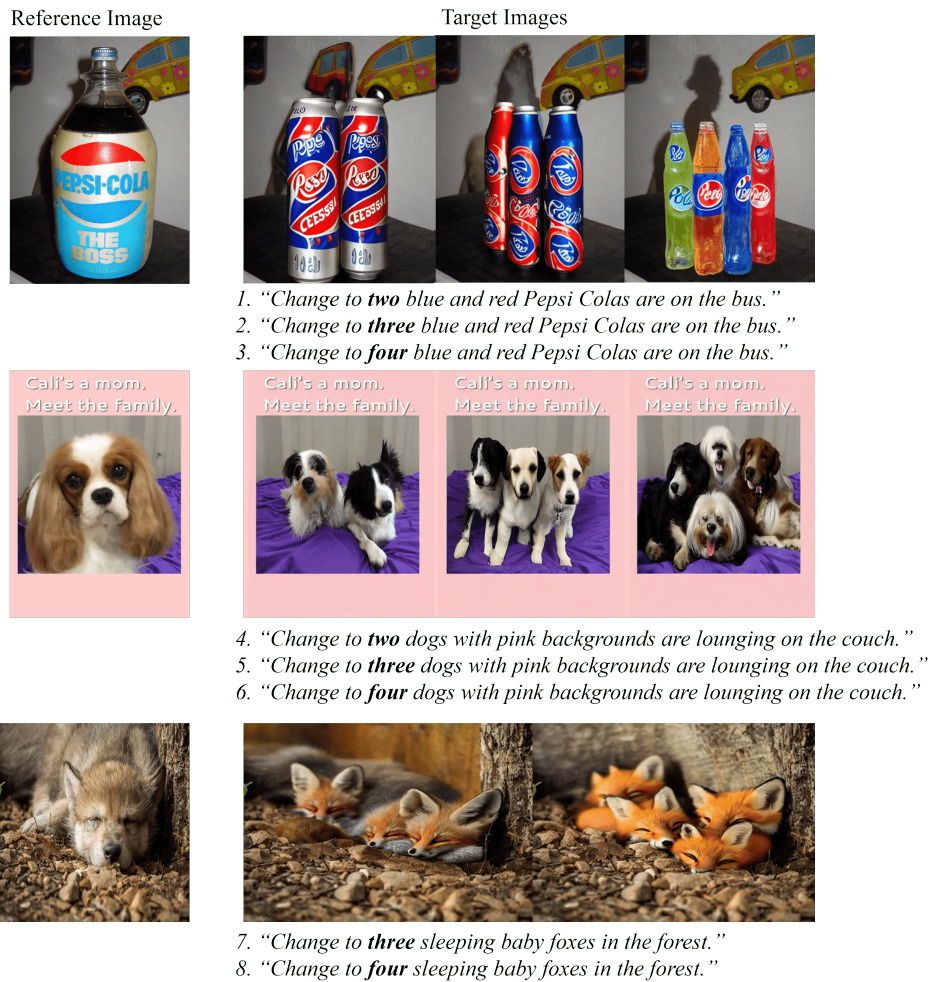 Reference Image
Target Images
PEPSI-COLA
THE
BOSS
1. “Change to two blue and red Pepsi Colas are on the bus.”
2. “Change to three blue and red Pepsi Colas are on the bus.”
3. “Change to four blue and red Pepsi Colas are on the bus.”
Cali's a mom.
Meet the family.
Cali's a mom.
Meet the family.
Cali's a mom.
Meet the family.
Cali's a mom.
Meet the family.
4. “Change to two dogs with pink backgrounds are lounging on the couch.”
5. “Change to three dogs with pink backgrounds are lounging on the couch.”
6. “Change to four dogs with pink backgrounds are lounging on the couch.”
7. “Change to three sleeping baby foxes in the forest.”
8. “Change to four sleeping baby foxes in the forest.”